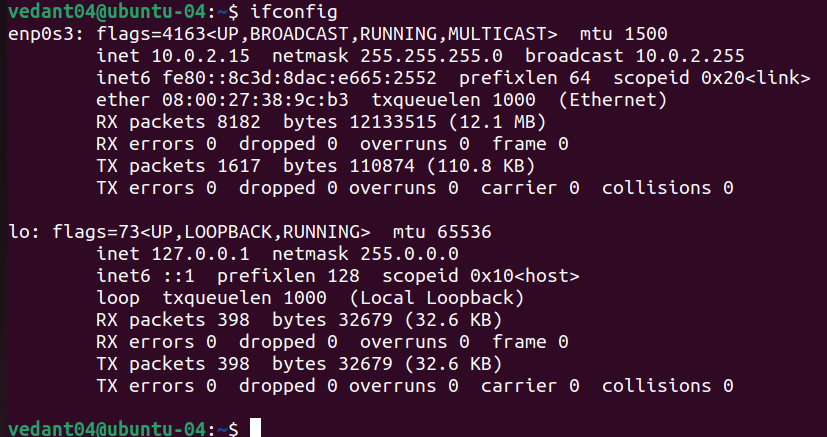 vedant04@ubuntu-04:~$ ifconfig
enp0s3: flags=4163<UP,BROADCAST,RUNNING,MULTICAST>  mtu 1500
        inet 10.0.2.15  netmask 255.255.255.0  broadcast 10.0.2.255
        inet6 fe80::8c3d:8dac:e665:2552  prefixlen 64  scopeid 0x20<link>
        ether 08:00:27:38:9c:b3  txqueuelen 1000  (Ethernet)
        RX packets 8182  bytes 12133515 (12.1 MB)
        RX errors 0  dropped 0  overruns 0  frame 0
        TX packets 1617  bytes 110874 (110.8 KB)
        TX errors 0  dropped 0 overruns 0  carrier 0  collisions 0

lo: flags=73<UP,LOOPBACK,RUNNING>  mtu 65536
        inet 127.0.0.1  netmask 255.0.0.0
        inet6 ::1  prefixlen 128  scopeid 0x10<host>
        loop  txqueuelen 1000  (Local Loopback)
        RX packets 398  bytes 32679 (32.6 KB)
        RX errors 0  dropped 0  overruns 0  frame 0
        TX packets 398  bytes 32679 (32.6 KB)
        TX errors 0  dropped 0 overruns 0  carrier 0  collisions 0

vedant04@ubuntu-04:~$